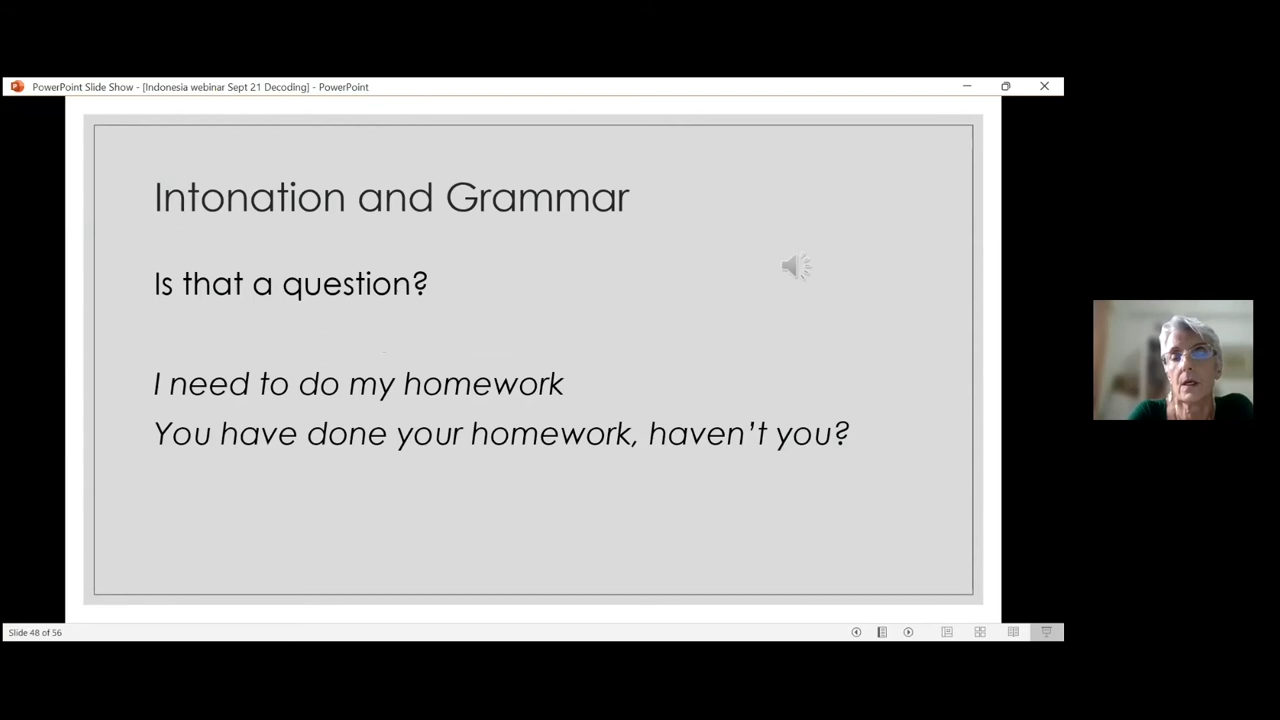 PowerPoint Slide Show - [Indonesia webinar Sept 21 Decoding] - PowerPoint
Intonation and Grammar
Is that a question?
I need to do my homework
You have done your homework, haven't you?
Slide 48 of 56